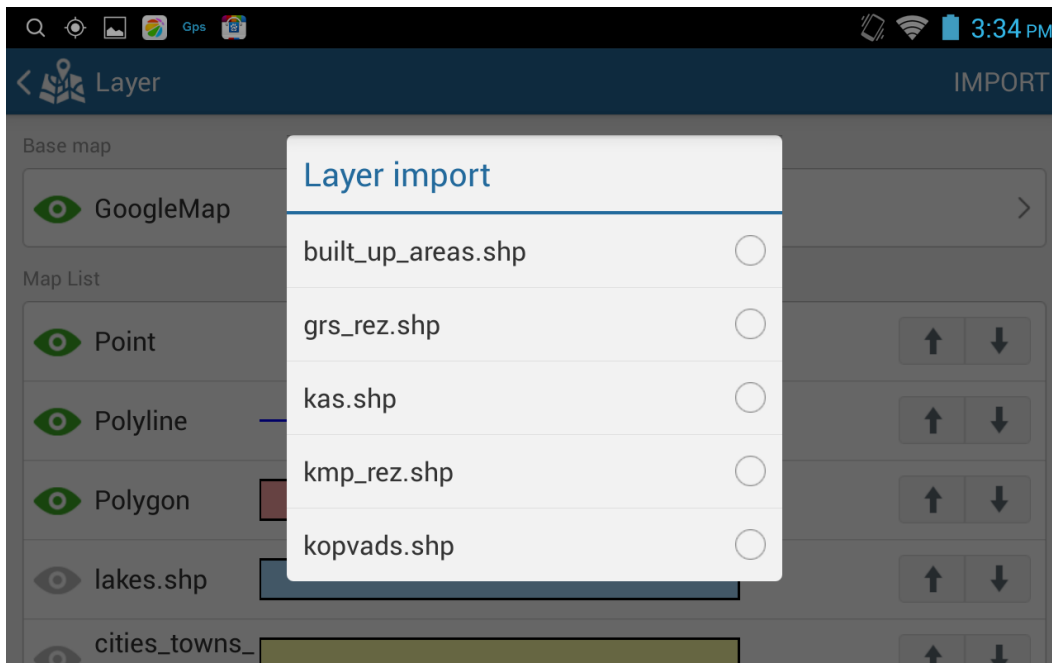 Gps
3:34 PM
Layer
IMPORT
Base map
GoogleMap
Map List
Point
Polyline
Polygon
lakes.shp
cities_towns_
Layer import
built_up_areas.shp
grs_rez.shp
kas.shp
kmp_rez.shp
kopvads.shp